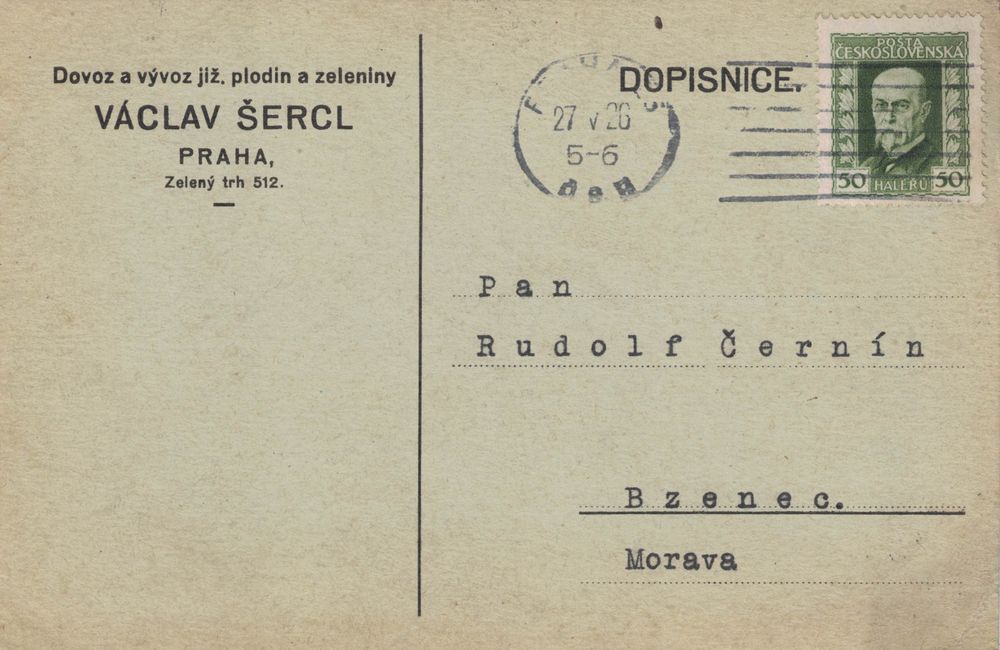 Dovoz a vývoz již. plodin a zeleniny
VÁCLAV ŠERCL
PRAHA,
Zelený trh 512.
DOPISNICE.
27 V 26
5-6
POŠTA
ČESKOSLOVENSKÁ
50 HALÉŘŮ 50
Pan
Rudolf Černín
Bzenec.
Morava